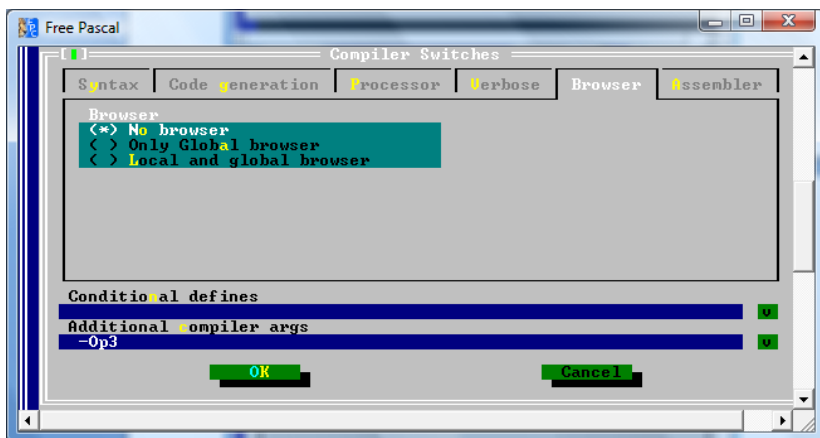 Free Pascal
[ ] Compiler Switches
Syntax Code generation Processor Verbose Browser Assembler
Browser
(*) No browser
( ) Only Global browser
( ) Local and global browser
Conditional defines
v
Additional compiler args
-Op3 v
OK Cancel